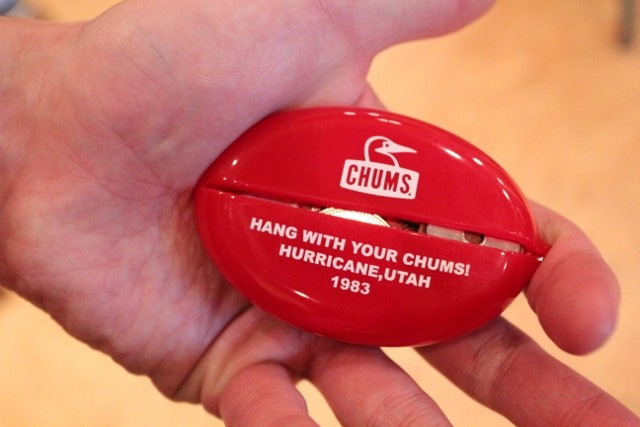 CHUMS.
HANG WITH YOUR CHUMS!
HURRICANE,UTAH
1983